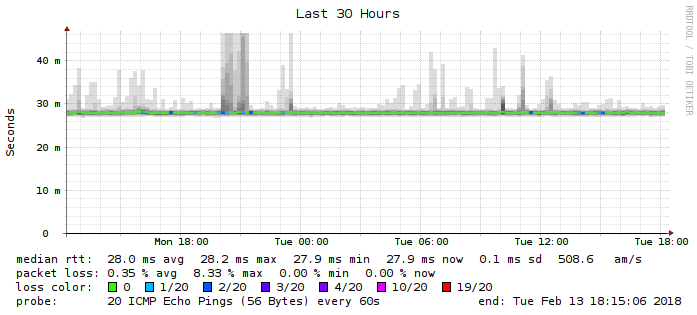 Last 30 Hours
RRDTOOL / TOBI OETIKER
Seconds
40 m
30 m
20 m
10 m
0
Mon 18:00 Tue 00:00 Tue 06:00 Tue 12:00 Tue 18:00
median rtt: 28.0 ms avg 28.2 ms max 27.9 ms min 27.9 ms now 0.1 ms sd 508.6 am/s
packet loss: 0.35 % avg 8.33 % max 0.00 % min 0.00 % now
loss color: 0 1/20 2/20 3/20 4/20 10/20 19/20
probe: 20 ICMP Echo Pings (56 Bytes) every 60s end: Tue Feb 13 18:15:06 2018